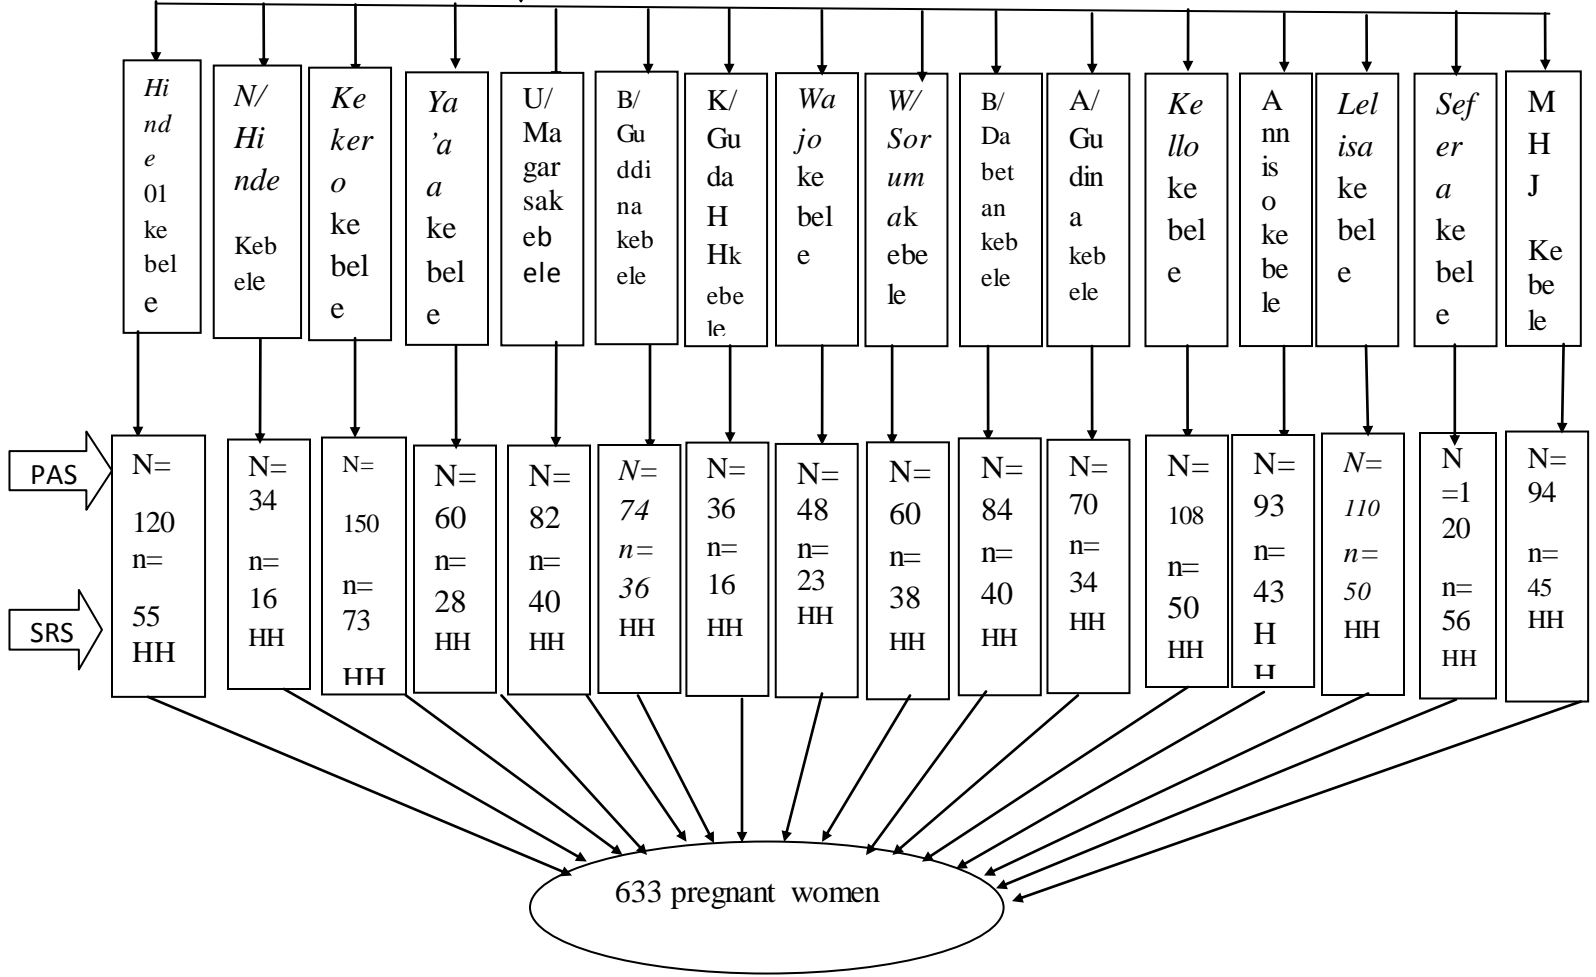 Hi
nd
e
01
ke
bel
e
N/
Hi
nde
Keb
ele
Ke
ker
o
ke
bel
e
Ya
’a
a
ke
bel
e
U/
Ma
gar
sak
eb
ele
B/
Gu
ddi
na
keb
ele
K/
Gu
da
H
Hk
ebe
le
Wa
jo
ke
bel
e
W/
Sor
um
ak
ebe
le
B/
Da
bet
an
keb
ele
A/
Gu
din
a
keb
ele
Ke
llo
ke
bel
e
A
nn
is
o
ke
be
le
Lel
isa
ke
bel
e
Sef
er
a
ke
bel
e
M
H
J
Ke
be
le
PAS
SRS
N=
120
n=
55
HH
N=
34
n=
16
HH
N=
150
n=
73
HH
N=
60
n=
28
HH
N=
82
n=
40
HH
N=
74
n=
36
HH
N=
36
n=
16
HH
N=
48
n=
23
HH
N=
60
n=
38
HH
N=
84
n=
40
HH
N=
70
n=
34
HH
N=
108
n=
50
HH
N=
93
n=
43
H
H
N=
110
n=
50
HH
N
=1
20
n=
56
HH
N=
94
n=
45
HH
633 pregnant women